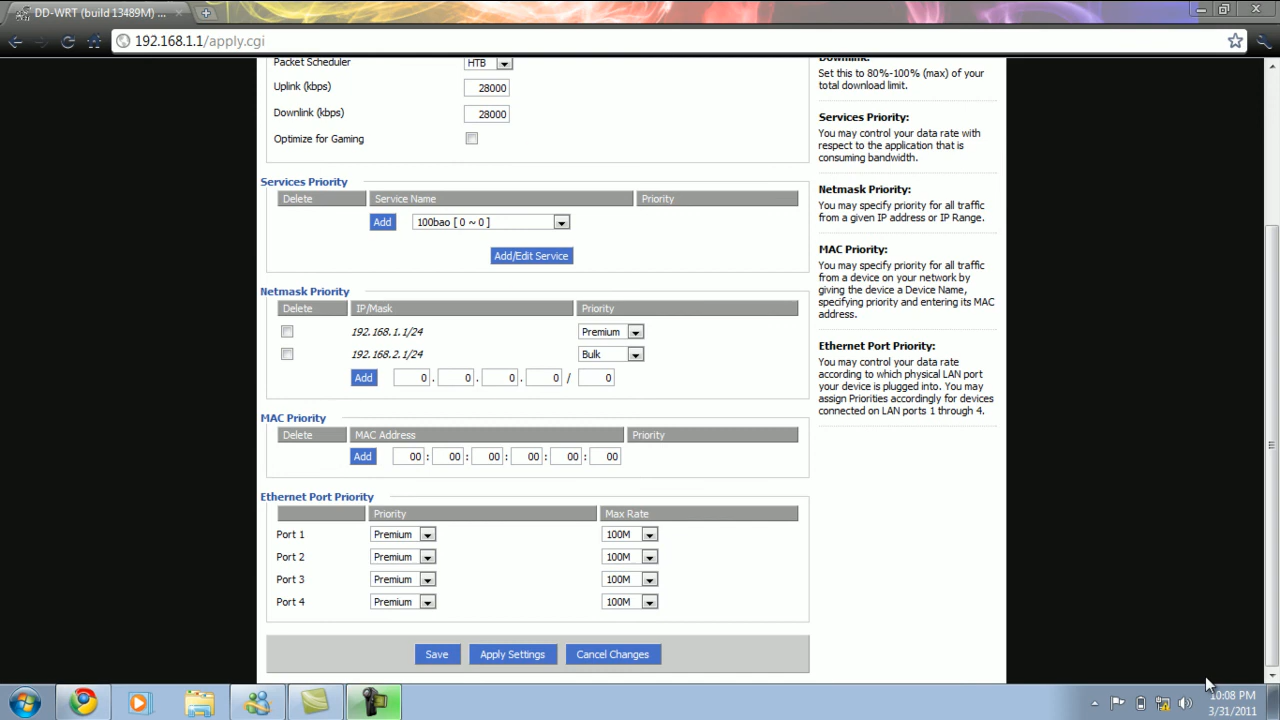 DD-WRT (build 13489M) ...
192.168.1.1/apply.cgi
Packet Scheduler HTB
Uplink (kbps) 28000
Downlink (kbps) 28000
Optimize for Gaming
Services Priority
Delete Service Name Priority
Add 100bao [ 0 ~ 0 ]
Add/Edit Service
Netmask Priority
Delete IP/Mask Priority
192.168.1.1/24 Premium
192.168.2.1/24 Bulk
Add 0 . 0 . 0 . 0 / 0
MAC Priority
Delete MAC Address Priority
Add 00 : 00 : 00 : 00 : 00 : 00
Ethernet Port Priority
Priority Max Rate
Port 1 Premium 100M
Port 2 Premium 100M
Port 3 Premium 100M
Port 4 Premium 100M
Save Apply Settings Cancel Changes
Downlink:
Set this to 80%-100% (max) of your
total download limit.
Services Priority:
You may control your data rate with
respect to the application that is
consuming bandwidth.
Netmask Priority:
You may specify priority for all traffic
from a given IP address or IP Range.
MAC Priority:
You may specify priority for all traffic
from a device on your network by
giving the device a Device Name,
specifying priority and entering its MAC
address.
Ethernet Port Priority:
You may control your data rate
according to which physical LAN port
your device is plugged into. You may
assign Priorities accordingly for devices
connected on LAN ports 1 through 4.
10:08 PM
3/31/2011